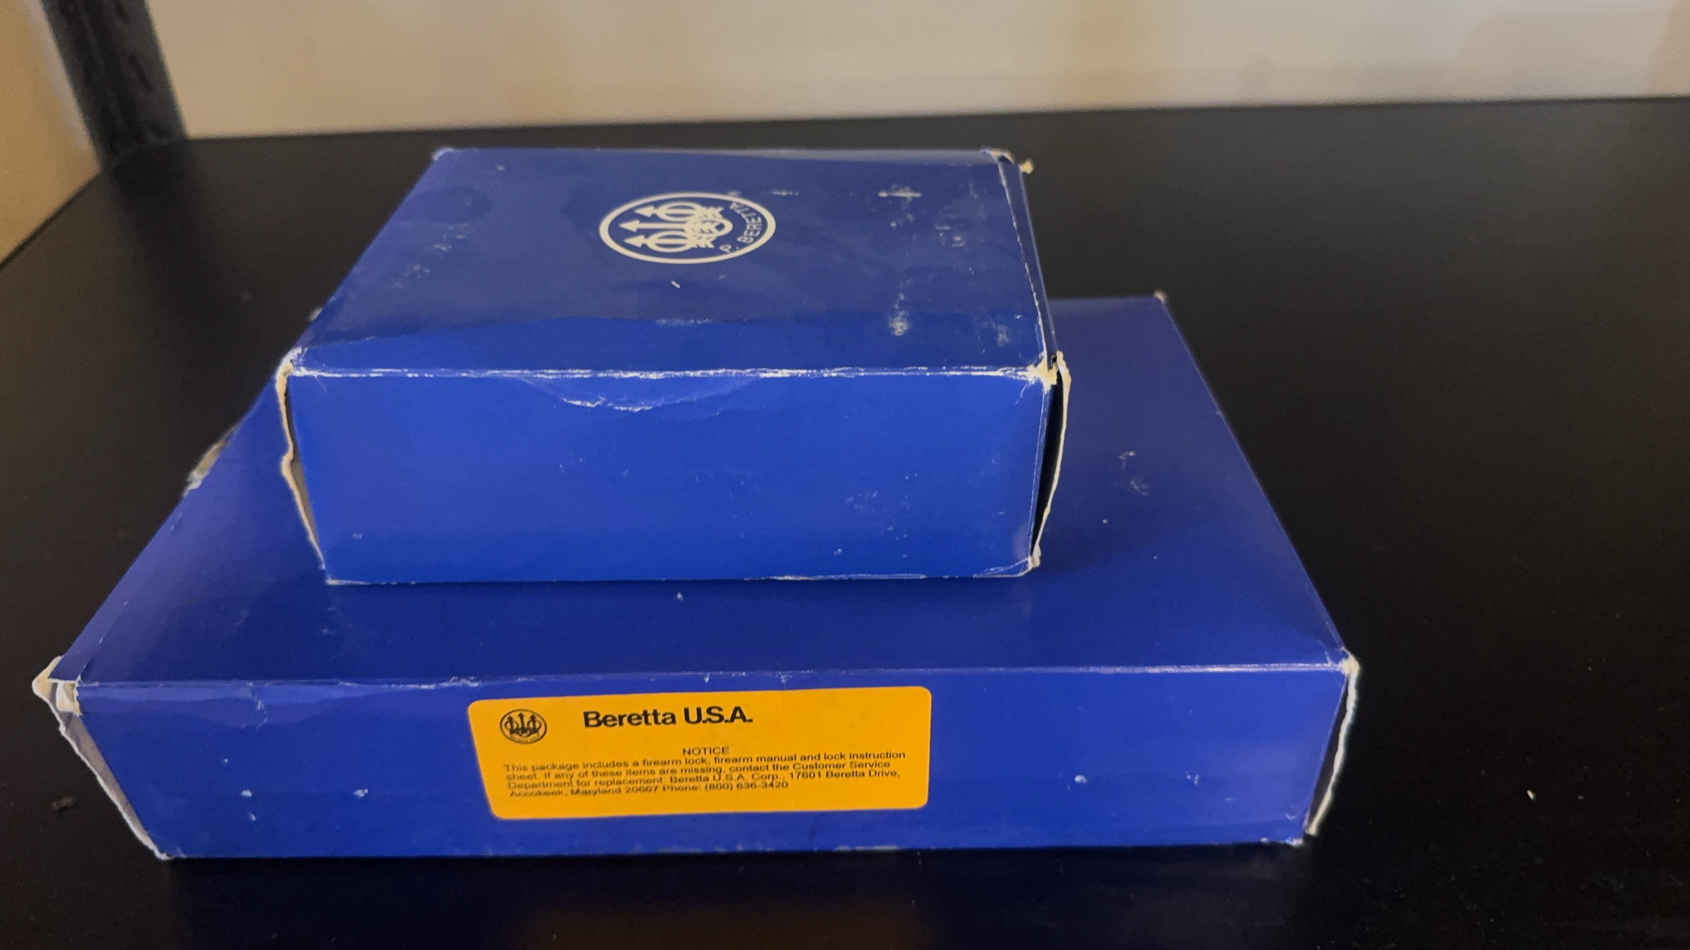 P. BERETTA
Beretta U.S.A.
NOTICE
This package includes a firearm lock, firearm manual and lock instruction
sheet. If any of these items are missing, contact the Customer Service
Department for replacement. Beretta U.S.A. Corp., 17601 Beretta Drive,
Accokeek, Maryland 20607 Phone: (800) 636-3420